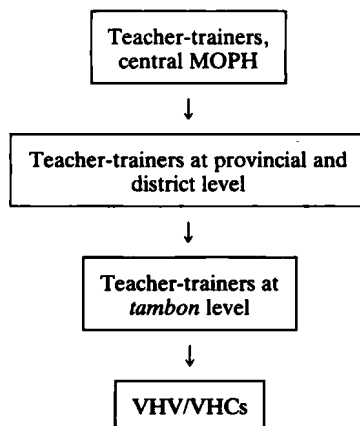 Teacher-trainers,
central MOPH
↓
Teacher-trainers at provincial and
district level
↓
Teacher-trainers at
tambon level
↓
VHV/VHCs